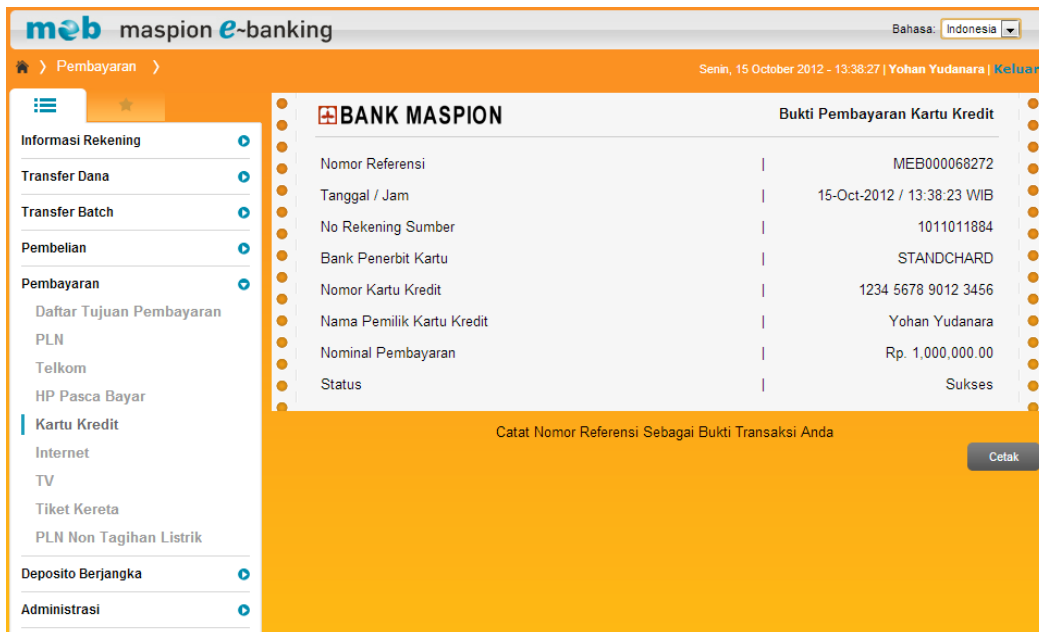 meb maspion e-banking
Bahasa: Indonesia
Pembayaran
Senin, 15 October 2012 - 13:38:27 | Yohan Yudanara | Keluar
Informasi Rekening
Transfer Dana
Transfer Batch
Pembelian
Pembayaran
Daftar Tujuan Pembayaran
PLN
Telkom
HP Pasca Bayar
Kartu Kredit
Internet
TV
Tiket Kereta
PLN Non Tagihan Listrik
Deposito Berjangka
Administrasi
BANK MASPION Bukti Pembayaran Kartu Kredit
Nomor Referensi | MEB000068272
Tanggal / Jam | 15-Oct-2012 / 13:38:23 WIB
No Rekening Sumber | 1011011884
Bank Penerbit Kartu | STANDCHARD
Nomor Kartu Kredit | 1234 5678 9012 3456
Nama Pemilik Kartu Kredit | Yohan Yudanara
Nominal Pembayaran | Rp. 1,000,000.00
Status | Sukses
Catat Nomor Referensi Sebagai Bukti Transaksi Anda
Cetak